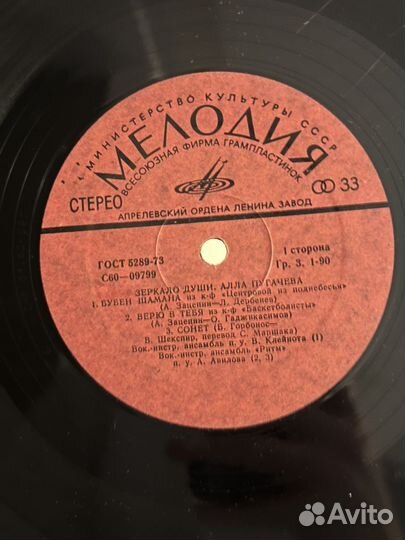 МИНИСТЕРСТВО КУЛЬТУРЫ СССР
МЕЛОДИЯ
ВСЕСОЮЗНАЯ ФИРМА ГРАМПЛАСТИНОК
СТЕРЕО
33
АПРЕЛЕВСКИЙ ОРДЕНА ЛЕНИНА ЗАВОД
ГОСТ 5289-73
1 сторона
С60—09799
Гр. 3. 1-90
ЗЕРКАЛО ДУШИ. АЛЛА ПУГАЧЕВА
1. БУБЕН ШАМАНА из к-ф «Центровой из поднебесья»
(А. Зацепин—Л. Дербенев)
2. ВЕРЮ В ТЕБЯ из к-ф «Баскетболисты»
(А. Зацепин—О. Гаджикасимов)
3. СОНЕТ (Б. Горбонос—
В. Шекспир, перевод С. Маршака)
Вок.-инстр. ансамбль п. у В. Клейнота (1)
Вок.-инстр. ансамбль «Ритм»
п. у А. Авилова (2, 3)
Avito